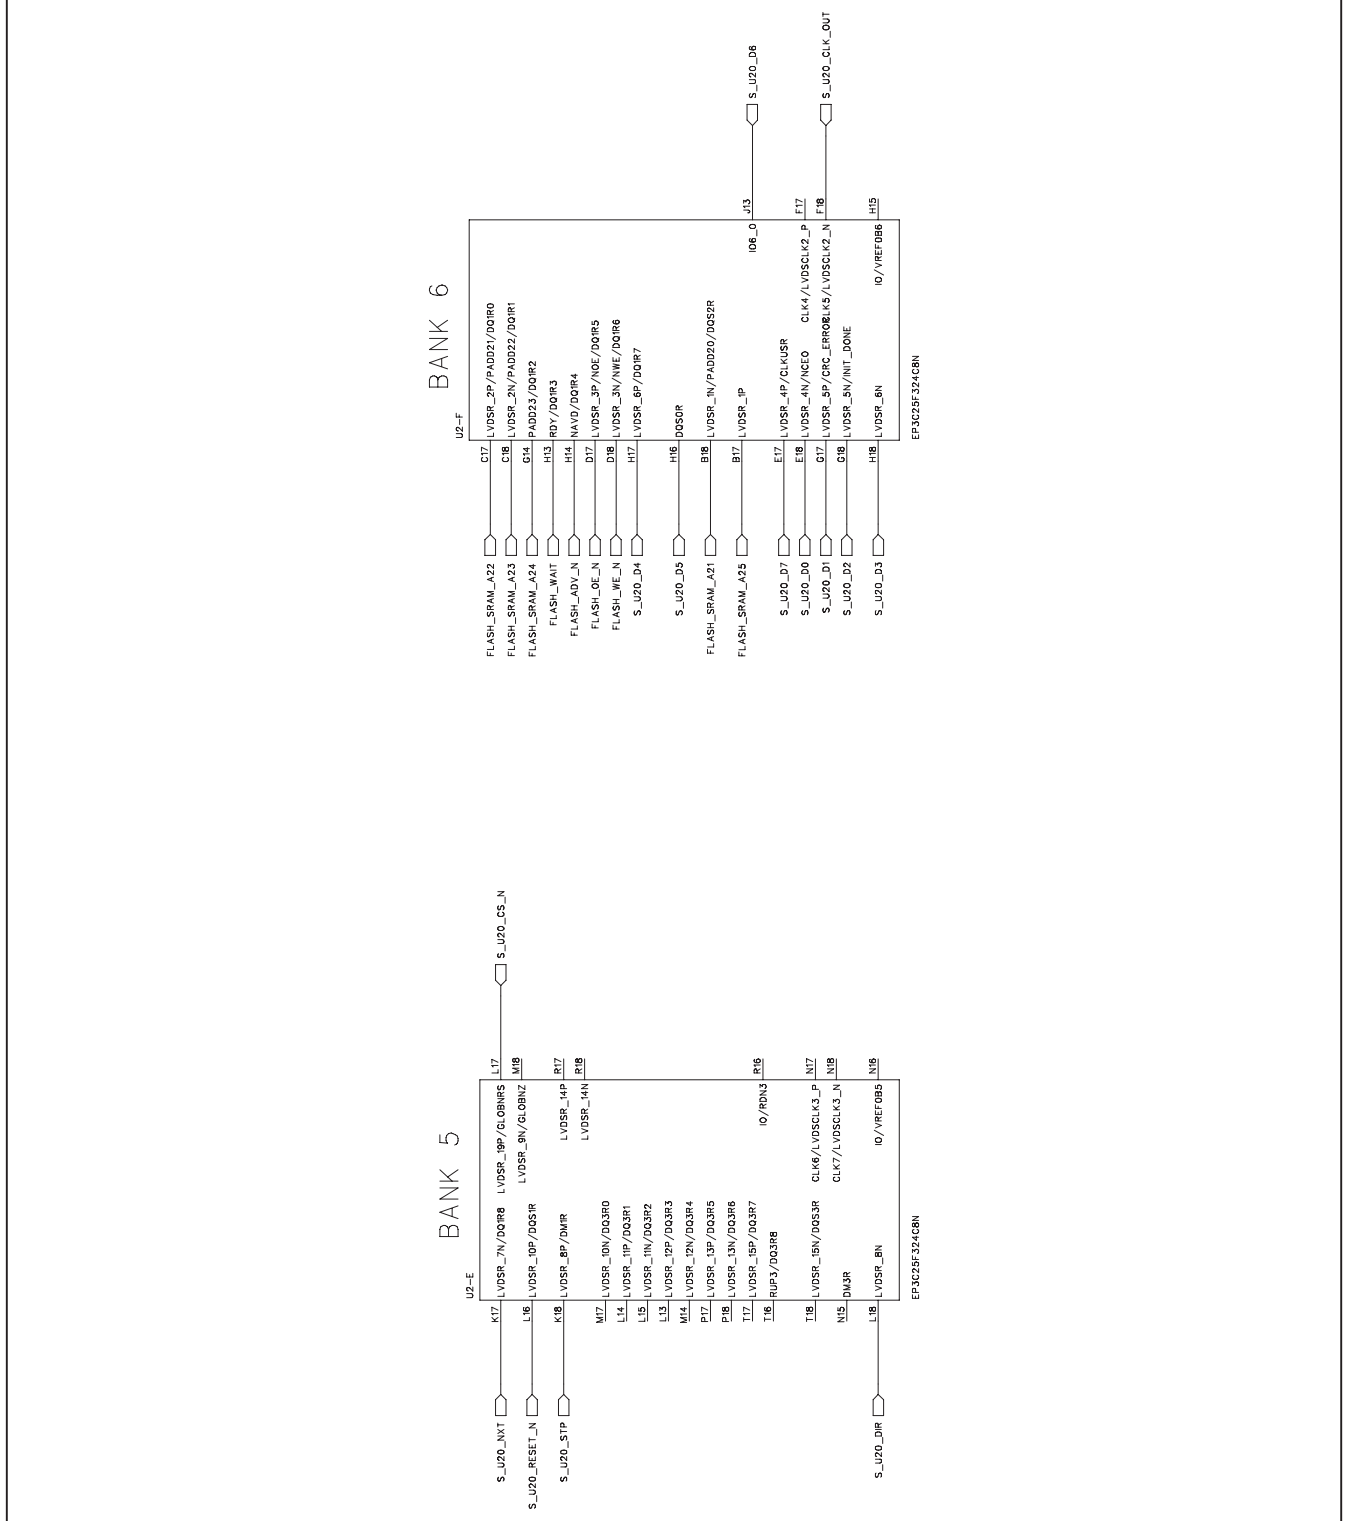 BANK 6
U2-F
FLASH_SRAM_A22 C17 LVDSR_2P/PADD21/DQ1R0
FLASH_SRAM_A23 C18 LVDSR_2N/PADD22/DQ1R1
FLASH_SRAM_A24 G14 PADD23/DQ1R2
FLASH_WAIT H13 RDY/DQ1R3
FLASH_ADV_N H14 NAVD/DQ1R4
FLASH_OE_N D17 LVDSR_3P/NOE/DQ1R5
FLASH_WE_N D18 LVDSR_3N/NWE/DQ1R6
S_U20_D4 H17 LVDSR_6P/DQ1R7
S_U20_D5 H16 DQS0R
FLASH_SRAM_A21 B18 LVDSR_1N/PADD20/DQS2R
FLASH_SRAM_A25 B17 LVDSR_1P
IO6_0 J13 S_U20_D6
S_U20_D7 E17 LVDSR_4P/CLKUSR
S_U20_D0 E18 LVDSR_4N/NCEO CLK4/LVDSCLK2_P F17
S_U20_D1 G17 LVDSR_5P/CRC_ERROR CLK5/LVDSCLK2_N F18 S_U20_CLK_OUT
S_U20_D2 G18 LVDSR_5N/INIT_DONE
S_U20_D3 H18 LVDSR_6N IO/VREF0B6 H15
EP3C25F324C8N
BANK 5
U2-E
S_U20_NXT K17 LVDSR_7N/DQ1R8 LVDSR_19P/GLOBNRS L17 S_U20_CS_N
LVDSR_9N/GLOBNZ M18
S_U20_RESET_N L16 LVDSR_10P/DQS1R
S_U20_STP K18 LVDSR_8P/DM1R LVDSR_14P R17
LVDSR_14N R18
M17 LVDSR_10N/DQ3R0
L14 LVDSR_11P/DQ3R1
L15 LVDSR_11N/DQ3R2
L13 LVDSR_12P/DQ3R3
M14 LVDSR_12N/DQ3R4
P17 LVDSR_13P/DQ3R5
P18 LVDSR_13N/DQ3R6
T17 LVDSR_15P/DQ3R7
IO/RDN3 R16
T16 RUP3/DQ3R8
T18 LVDSR_15N/DQS3R CLK6/LVDSCLK3_P N17
CLK7/LVDSCLK3_N N18
N15 DM3R
S_U20_DIR L18 LVDSR_8N IO/VREF0B5 N16
EP3C25F324C8N